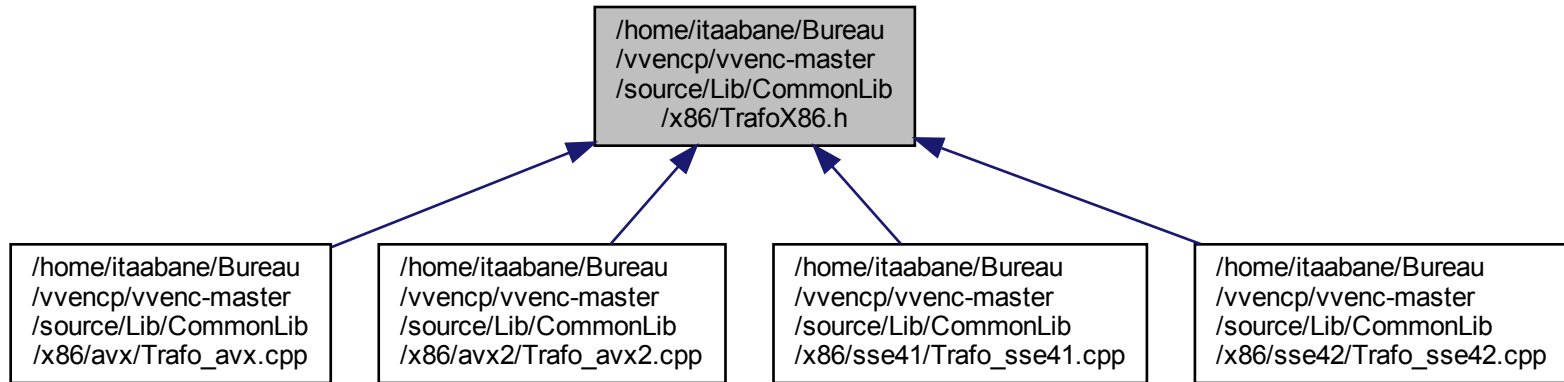 /home/itaabane/Bureau
/vvencp/vvenc-master
/source/Lib/CommonLib
/x86/TrafoX86.h
/home/itaabane/Bureau
/vvencp/vvenc-master
/source/Lib/CommonLib
/x86/avx/Trafo_avx.cpp
/home/itaabane/Bureau
/vvencp/vvenc-master
/source/Lib/CommonLib
/x86/avx2/Trafo_avx2.cpp
/home/itaabane/Bureau
/vvencp/vvenc-master
/source/Lib/CommonLib
/x86/sse41/Trafo_sse41.cpp
/home/itaabane/Bureau
/vvencp/vvenc-master
/source/Lib/CommonLib
/x86/sse42/Trafo_sse42.cpp